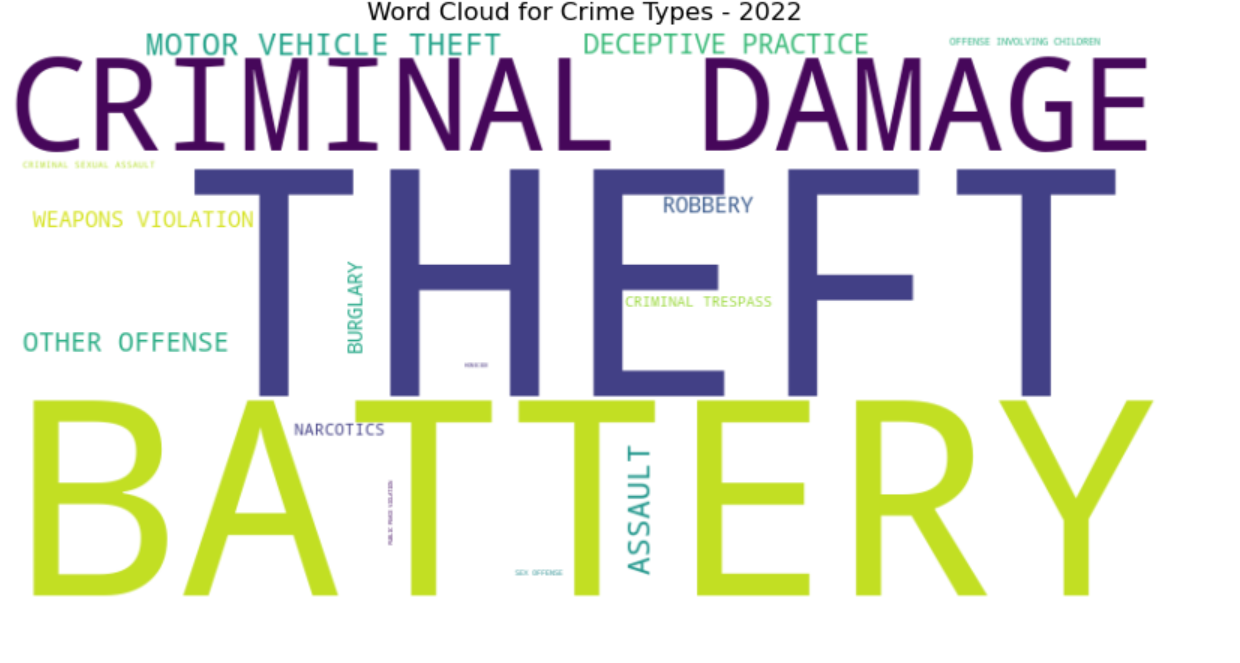 Word Cloud for Crime Types - 2022
MOTOR VEHICLE THEFT
DECEPTIVE PRACTICE
OFFENSE INVOLVING CHILDREN
CRIMINAL DAMAGE
CRIMINAL SEXUAL ASSAULT
THEFT
ROBBERY
WEAPONS VIOLATION
BURGLARY
CRIMINAL TRESPASS
OTHER OFFENSE
HOMICIDE
BATTERY
NARCOTICS
ASSAULT
PUBLIC PEACE VIOLATION
SEX OFFENSE